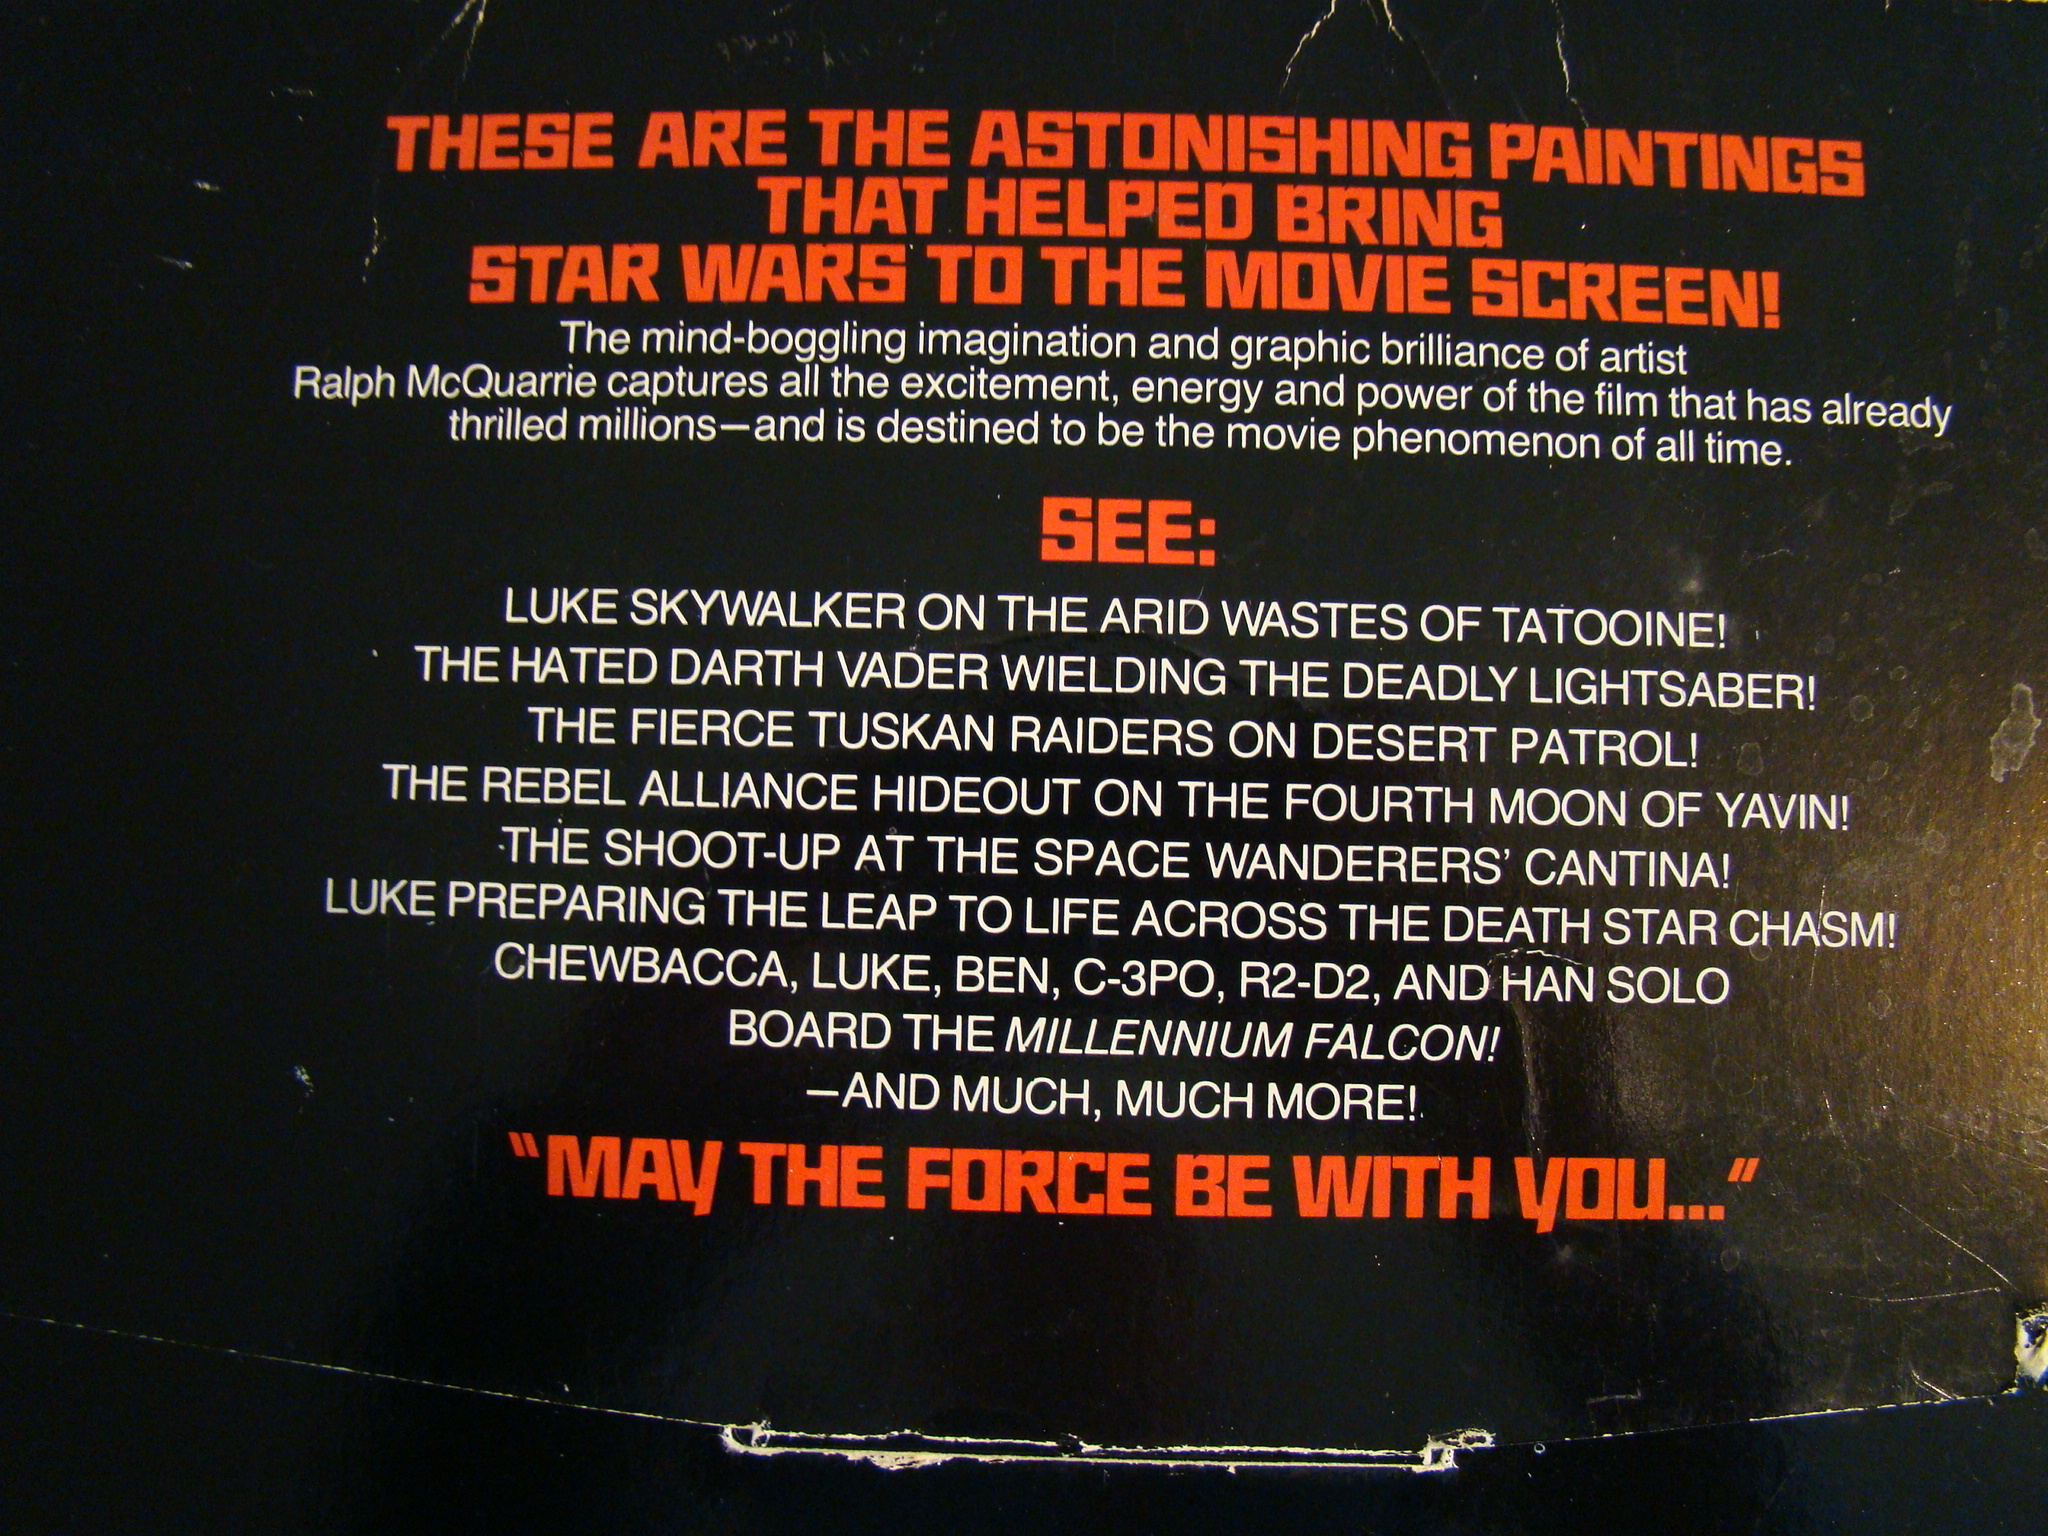 THESE ARE THE ASTONISHING PAINTINGS
THAT HELPED BRING
STAR WARS TO THE MOVIE SCREEN!
The mind-boggling imagination and graphic brilliance of artist
Ralph McQuarrie captures all the excitement, energy and power of the film that has already
thrilled millions—and is destined to be the movie phenomenon of all time.
SEE:
LUKE SKYWALKER ON THE ARID WASTES OF TATOOINE!
THE HATED DARTH VADER WIELDING THE DEADLY LIGHTSABER!
THE FIERCE TUSKAN RAIDERS ON DESERT PATROL!
THE REBEL ALLIANCE HIDEOUT ON THE FOURTH MOON OF YAVIN!
THE SHOOT-UP AT THE SPACE WANDERERS' CANTINA!
LUKE PREPARING THE LEAP TO LIFE ACROSS THE DEATH STAR CHASM!
CHEWBACCA, LUKE, BEN, C-3PO, R2-D2, AND HAN SOLO
BOARD THE MILLENNIUM FALCON!
—AND MUCH, MUCH MORE!
"MAY THE FORCE BE WITH YOU..."